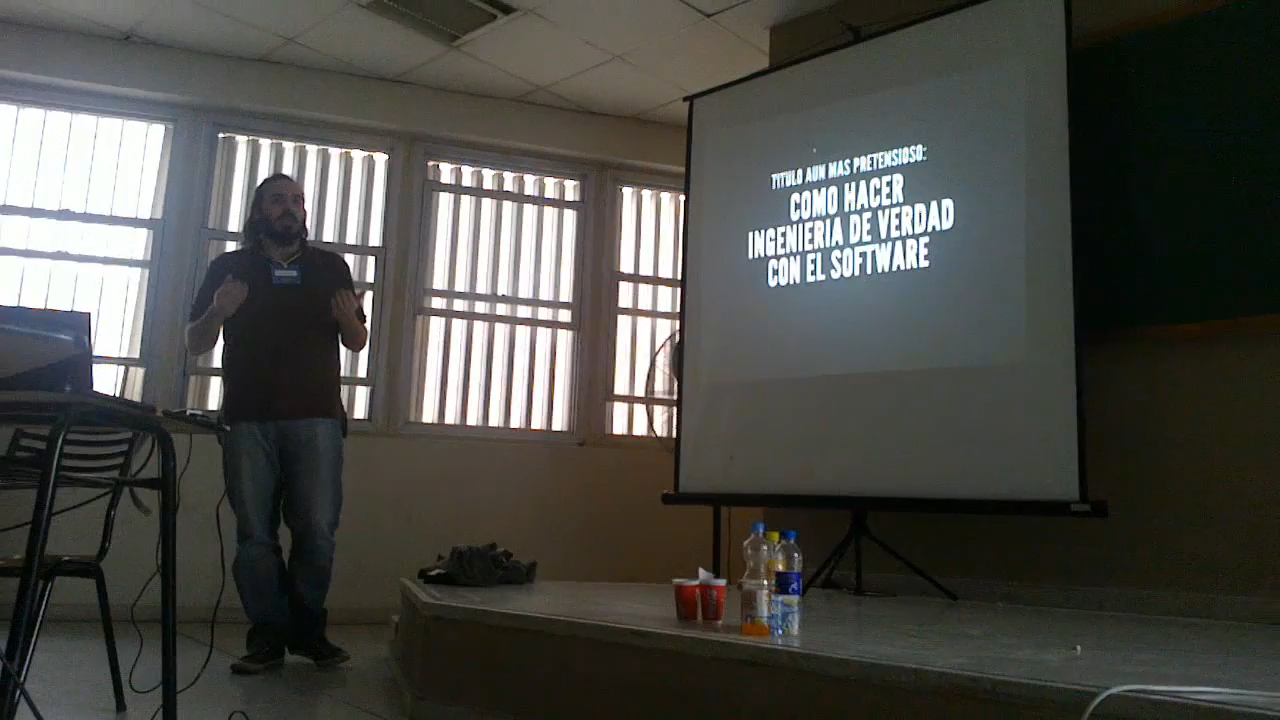 TITULO AUN MAS PRETENSIOSO:
COMO HACER
INGENIERIA DE VERDAD
CON EL SOFTWARE